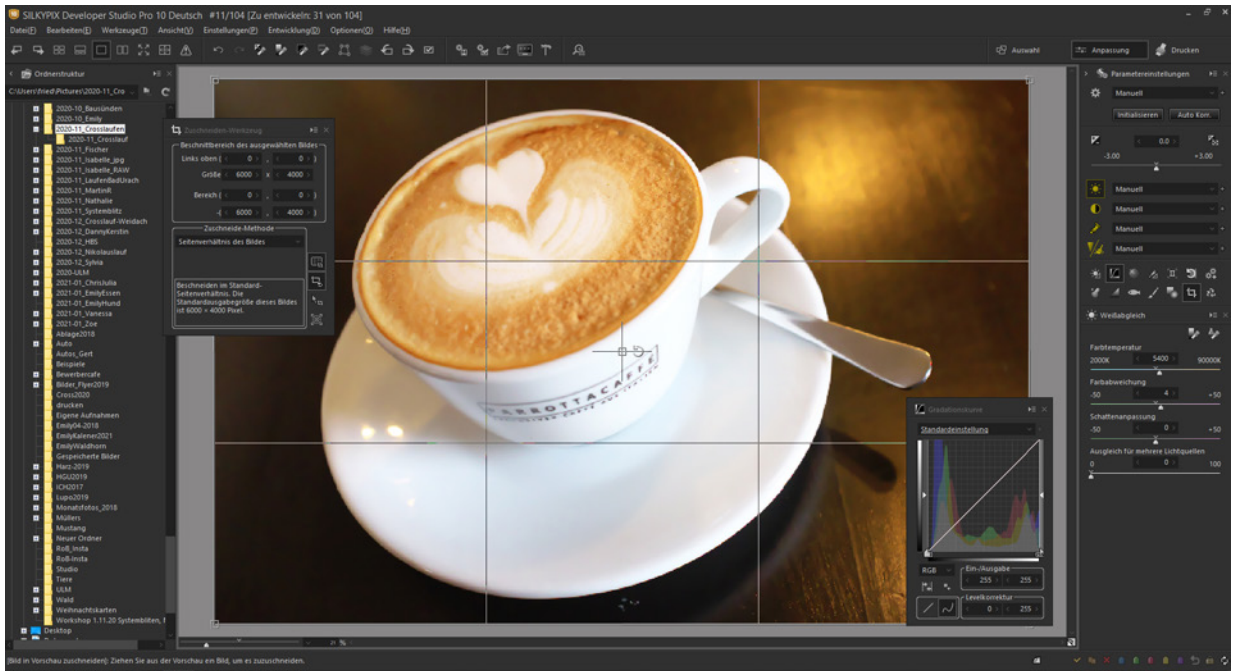 SILKYPIX Developer Studio Pro 10 Deutsch #11/104 [Zu entwickeln: 31 von 104]
Datei(F) Bearbeiten(E) Werkzeuge(T) Ansicht(V) Einstellungen(P) Entwicklung(D) Optionen(O) Hilfe(H)
Auswahl
Anpassung
Drucken
Ordnerstruktur
C:\Users\fried\Pictures\2020-11_Cro
2020-10_Bausünden
2020-10_Emily
2020-11_Crosslaufen
2020-11_Crosslauf
2020-11_Fischer
2020-11_Isabelle_jpg
2020-11_Isabelle_RAW
2020-11_LaufenBadUrach
2020-11_MartinR
2020-11_Nathalie
2020-11_Systemblitz
2020-12_Crosslauf-Weidach
2020-12_DannyKerstin
2020-12_HBS
2020-12_Nikolauslauf
2020-12_Sylvia
2020-ULM
2021-01_ChrisJulia
2021-01_EmilyEssen
2021-01_EmilyHund
2021-01_Vanessa
2021-01_Zoe
Ablage2018
Auto
Autos_Gert
Beispiele
Bewerbercafe
Bilder_Flyer2019
Cross2020
drucken
Eigene Aufnahmen
Emily04-2018
EmilyKalener2021
EmilyWaldhorn
Gespeicherte Bilder
Harz-2019
HGU2019
ICH2017
Lupo2019
Monatsfotos_2018
Müllers
Mustang
Neuer Ordner
RoB_Insta
RoB-insta
Studio
Tiere
ULM
Wald
Weihnachtskarten
Workshop 1.11.20 Systembliten,
Desktop
Zuschneiden-Werkzeug
Beschnittbereich des ausgewählten Bildes
Links oben ( 0 , 0 )
Größe 6000 x 4000
Bereich ( 0 , 0 )
-( 6000 , 4000 )
Zuschneide-Methode
Seitenverhältnis des Bildes
Beschneiden im Standard-
Seitenverhältnis. Die
Standardausgabegröße dieses Bildes
ist 6000 × 4000 Pixel.
PARROTTACAFFÈ
Gradationskurve
Standardeinstellung
RGB
Ein-/Ausgabe
255 255
Levelkorrektur
0 255
Parametereinstellungen
Manuell
Initialisieren
Auto Korr.
0.0
-3.00 +3.00
Manuell
Manuell
Manuell
Manuell
Weißabgleich
Farbtemperatur
2000K 5400 90000K
Farbabweichung
-50 4 +50
Schattenanpassung
-50 0 +50
Ausgleich für mehrere Lichtquellen
0 0 100
%
[Bild in Vorschau zuschneiden]: Ziehen Sie aus der Vorschau ein Bild, um es zuzuschneiden.